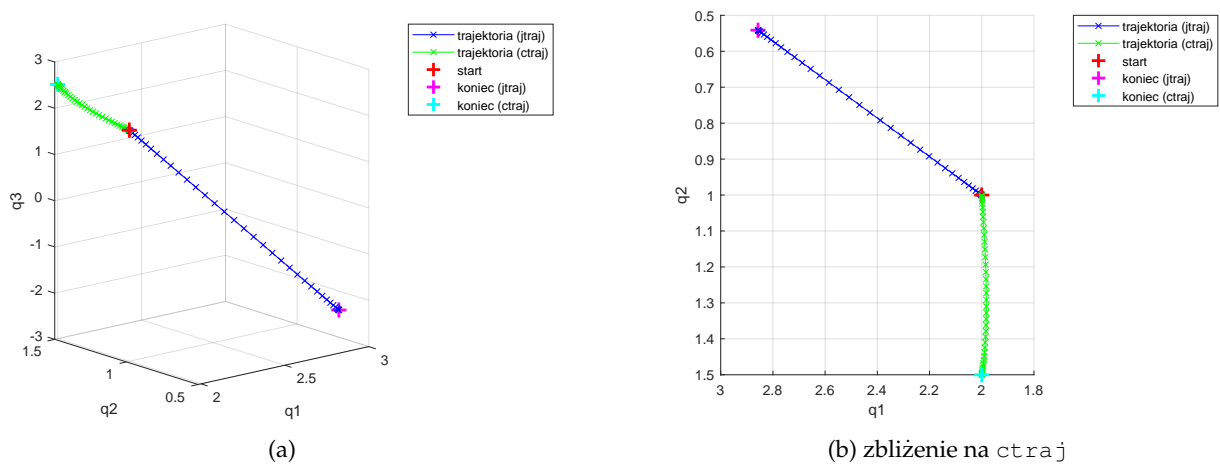 3
2
1
0
-1
-2
-3
q3
1.5
1
0.5
q2
2
2.5
3
q1
trajektoria (jtraj)
trajektoria (ctraj)
start
koniec (jtraj)
koniec (ctraj)
(a)
0.5
0.6
0.7
0.8
0.9
1
1.1
1.2
1.3
1.4
1.5
q2
3
2.8
2.6
2.4
2.2
2
1.8
q1
trajektoria (jtraj)
trajektoria (ctraj)
start
koniec (jtraj)
koniec (ctraj)
(b) zbliżenie na ctraj